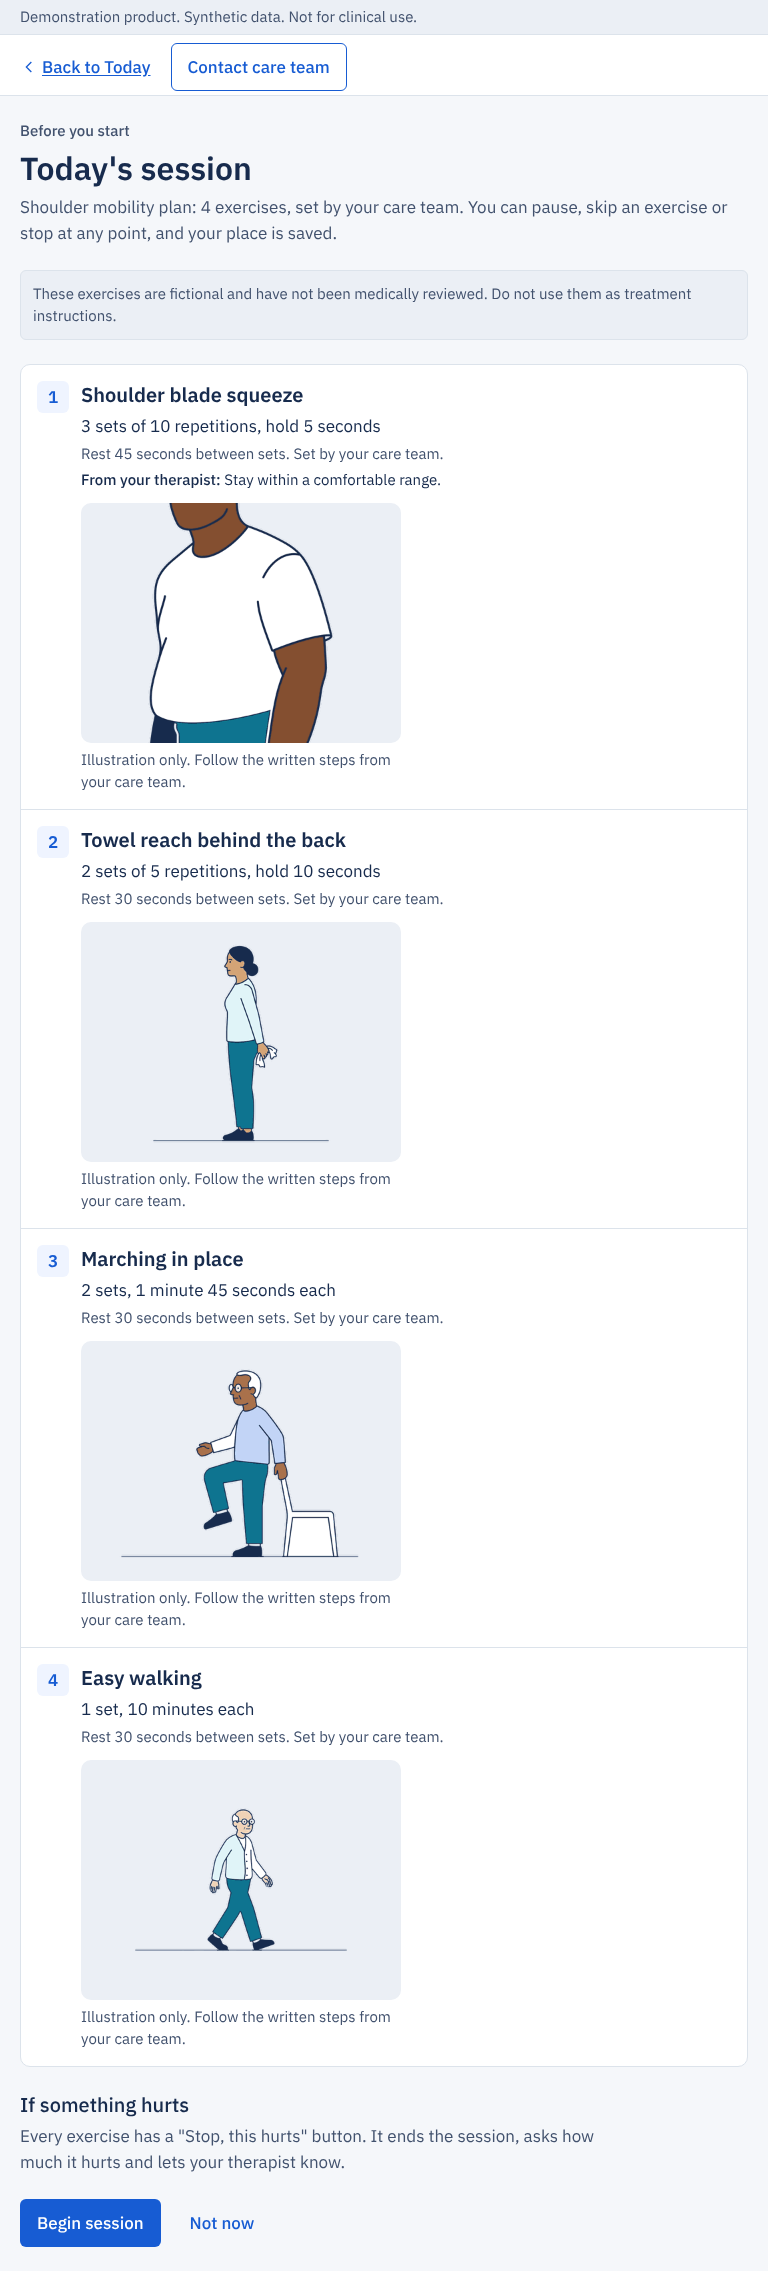 Demonstration product. Synthetic data. Not for clinical use.
Back to Today
Contact care team
Before you start
Today's session
Shoulder mobility plan: 4 exercises, set by your care team. You can pause, skip an exercise or
stop at any point, and your place is saved.
These exercises are fictional and have not been medically reviewed. Do not use them as treatment
instructions.
1
Shoulder blade squeeze
3 sets of 10 repetitions, hold 5 seconds
Rest 45 seconds between sets. Set by your care team.
From your therapist: Stay within a comfortable range.
Illustration only. Follow the written steps from
your care team.
2
Towel reach behind the back
2 sets of 5 repetitions, hold 10 seconds
Rest 30 seconds between sets. Set by your care team.
Illustration only. Follow the written steps from
your care team.
3
Marching in place
2 sets, 1 minute 45 seconds each
Rest 30 seconds between sets. Set by your care team.
Illustration only. Follow the written steps from
your care team.
4
Easy walking
1 set, 10 minutes each
Rest 30 seconds between sets. Set by your care team.
Illustration only. Follow the written steps from
your care team.
If something hurts
Every exercise has a "Stop, this hurts" button. It ends the session, asks how
much it hurts and lets your therapist know.
Begin session
Not now